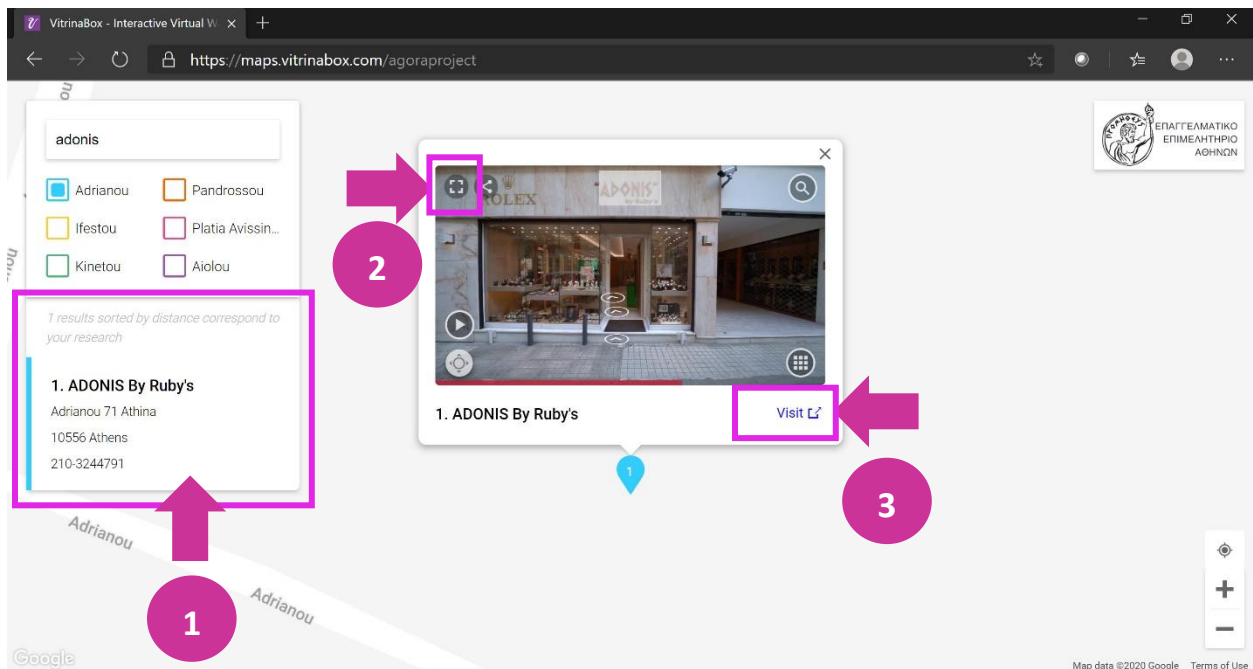 VitrinaBox - Interactive Virtual W
https://maps.vitrinabox.com/agoraproject
ου
adonis
Adrianou
Pandrossou
Ifestou
Platia Avissin...
Kinetou
Aiolou
1 results sorted by distance correspond to
your research
1. ADONIS By Ruby's
Adrianou 71 Athina
10556 Athens
210-3244791
1
2
ROLEX
"ADONIS"
by Ruby's
1. ADONIS By Ruby's
Visit
1
3
ΕΠΑΓΓΕΛΜΑΤΙΚΟ
ΕΠΙΜΕΛΗΤΗΡΙΟ
ΑΘΗΝΩΝ
ΠΡΟΜΗΘΕΥΣ
Adrianou
Adrianou
Google
Map data ©2020 Google
Terms of Use